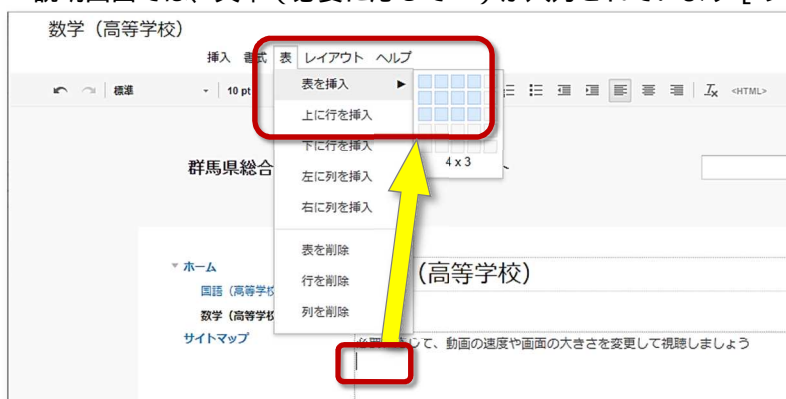 数学（高等学校）
挿入 書式 表 レイアウト ヘルプ
標準 10 pt <HTML>
表を挿入
上に行を挿入
下に行を挿入
4 x 3
左に列を挿入
右に列を挿入
表を削除
行を削除
列を削除
群馬県総合
ホーム
国語（高等学校
数学（高等学校
サイトマップ
（高等学校）
て、動画の速度や画面の大きさを変更して視聴しましょう